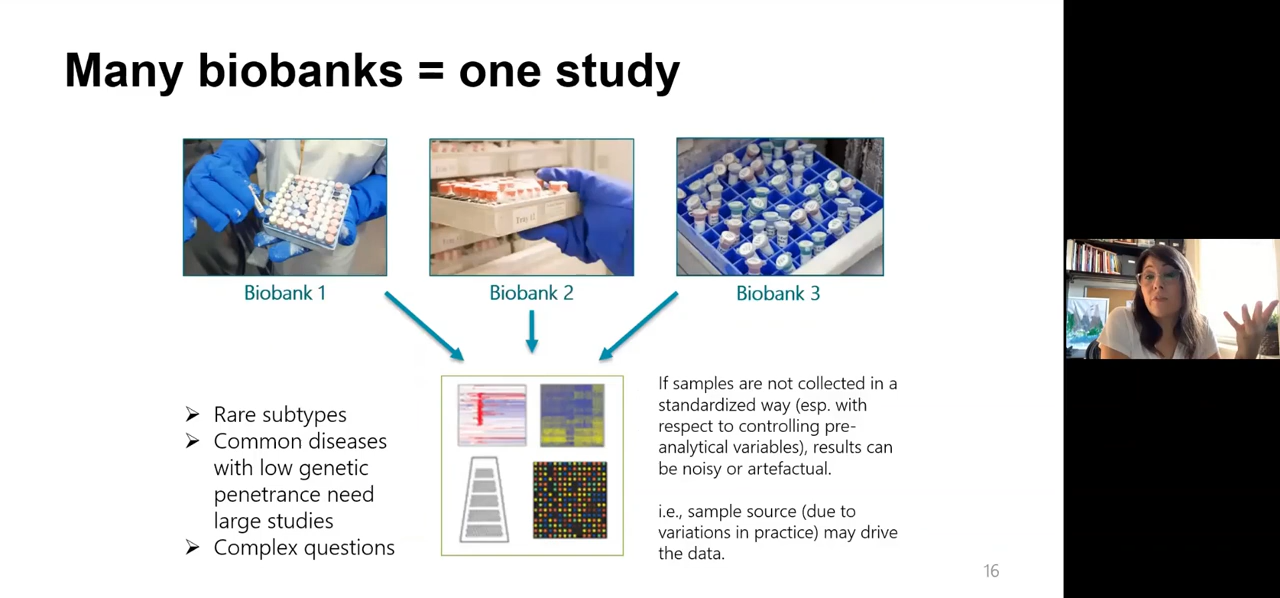 Many biobanks = one study
Biobank 1
Biobank 2
Biobank 3
➢ Rare subtypes
➢ Common diseases
with low genetic
penetrance need
large studies
➢ Complex questions
If samples are not collected in a
standardized way (esp. with
respect to controlling pre-
analytical variables), results can
be noisy or artefactual.
i.e., sample source (due to
variations in practice) may drive
the data.
16